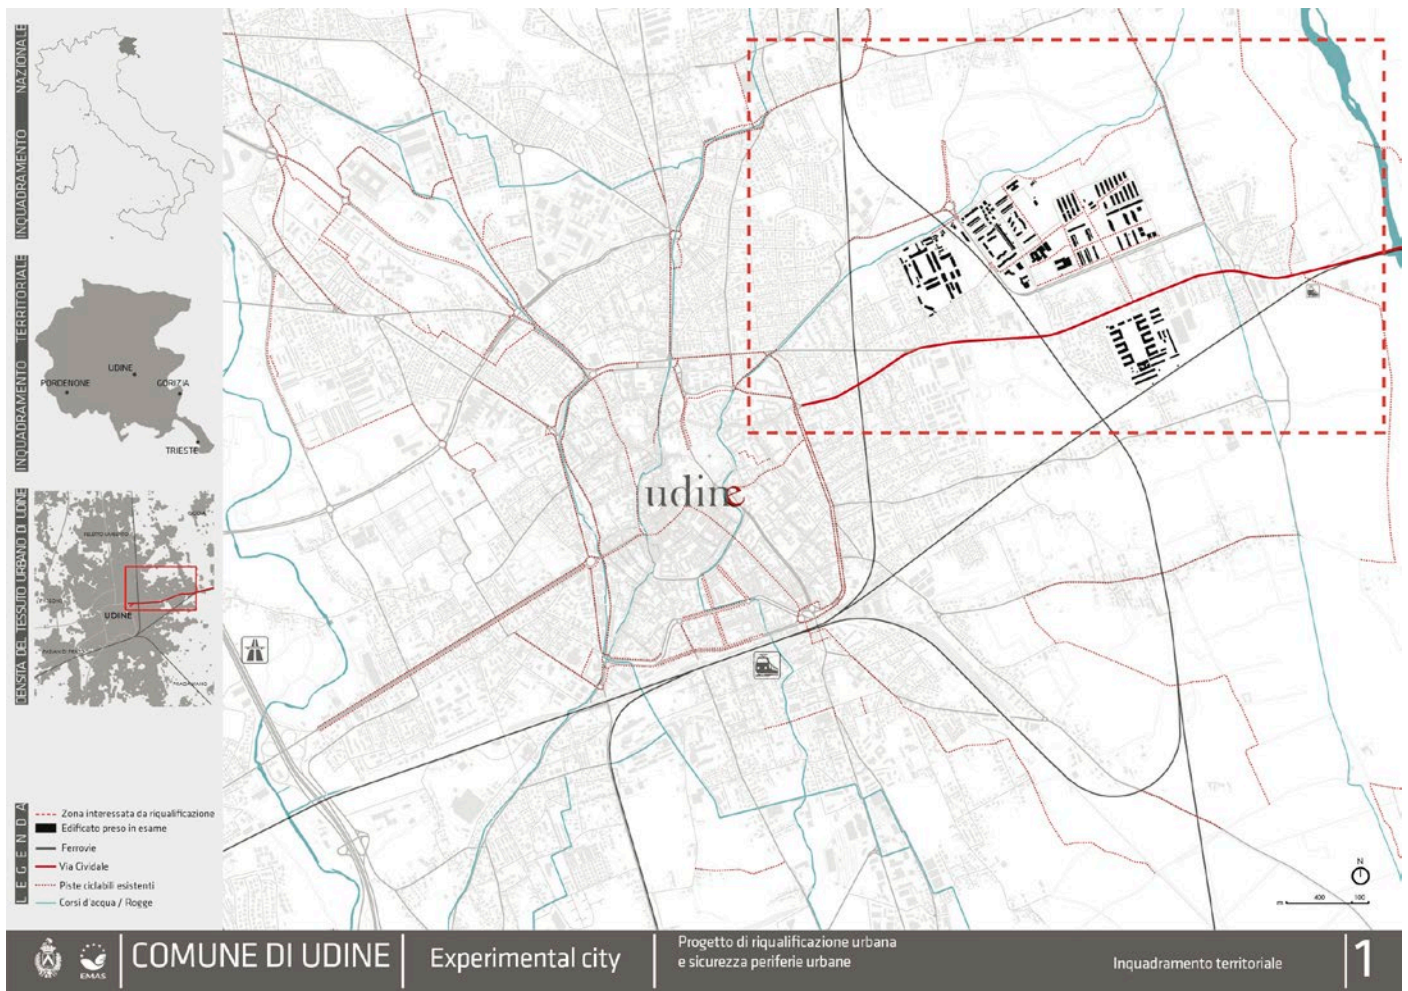 INQUADRAMENTO NAZIONALE
INQUADRAMENTO TERRITORIALE
UDINE
PORDENONE
GORIZIA
TRIESTE
DENSITA DEL TESSUTO URBANO DI UDINE
UDINE
LEGENDA
Zona interessata da riqualificazione
Edificato preso in esame
Ferrovie
Via Cividale
Piste ciclabili esistenti
Corsi d'acqua / Rogge
udine
N
m 400 100
EMAS
COMUNE DI UDINE
Experimental city
Progetto di riqualificazione urbana
e sicurezza periferie urbane
Inquadramento territoriale
1